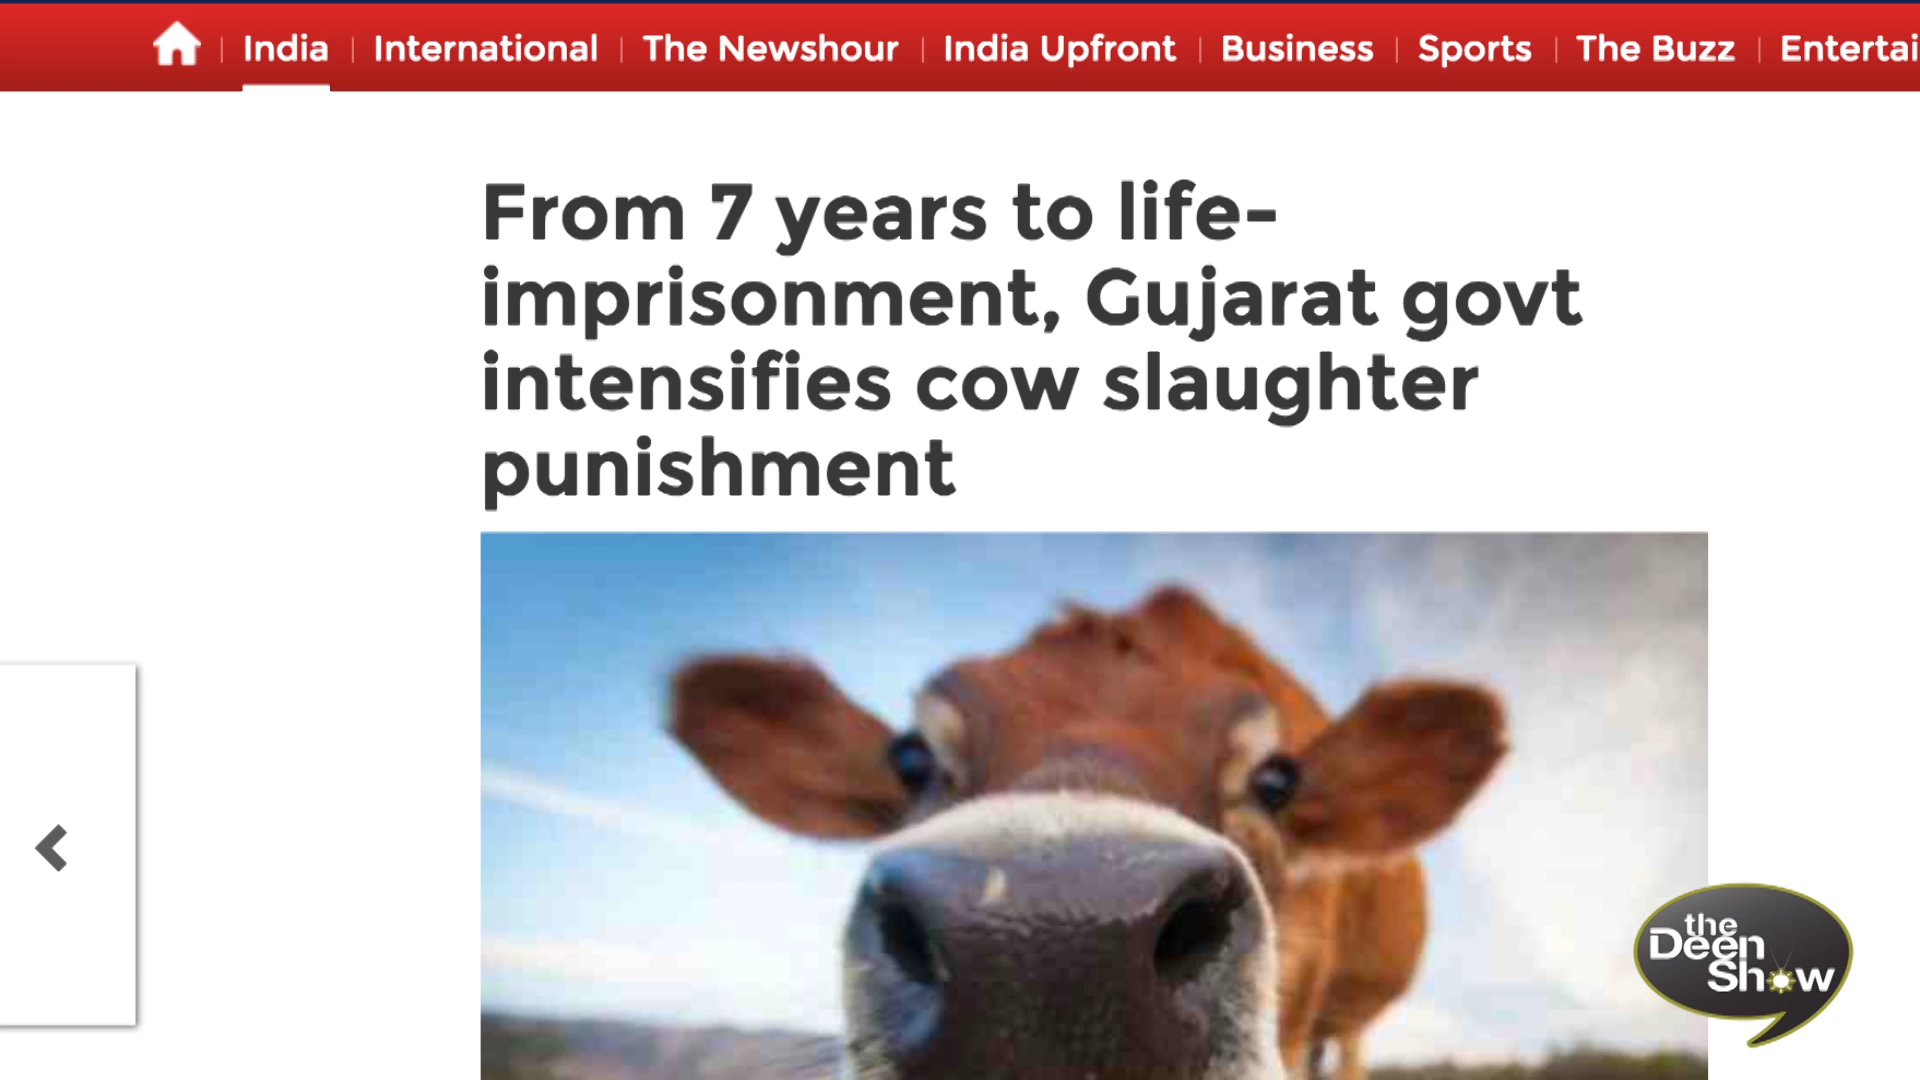 India | International | The Newshour | India Upfront | Business | Sports | The Buzz | Entertai
From 7 years to life-
imprisonment, Gujarat govt
intensifies cow slaughter
punishment
the
Deen
Show